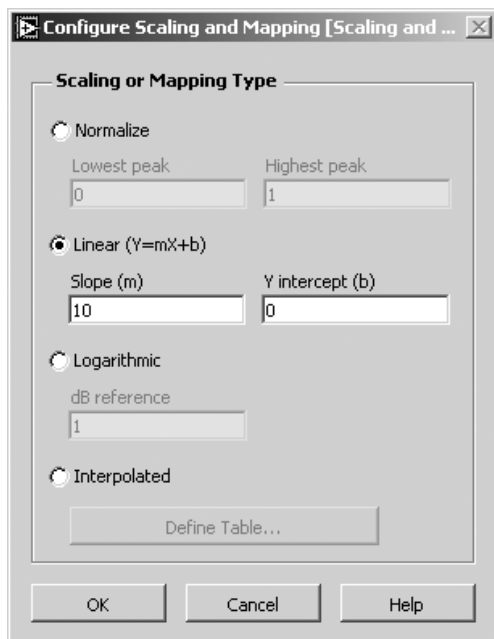 Configure Scaling and Mapping [Scaling and ...
Scaling or Mapping Type
Normalize
Lowest peak Highest peak
0 1
Linear (Y=mX+b)
Slope (m) Y intercept (b)
10 0
Logarithmic
dB reference
1
Interpolated
Define Table...
OK Cancel Help